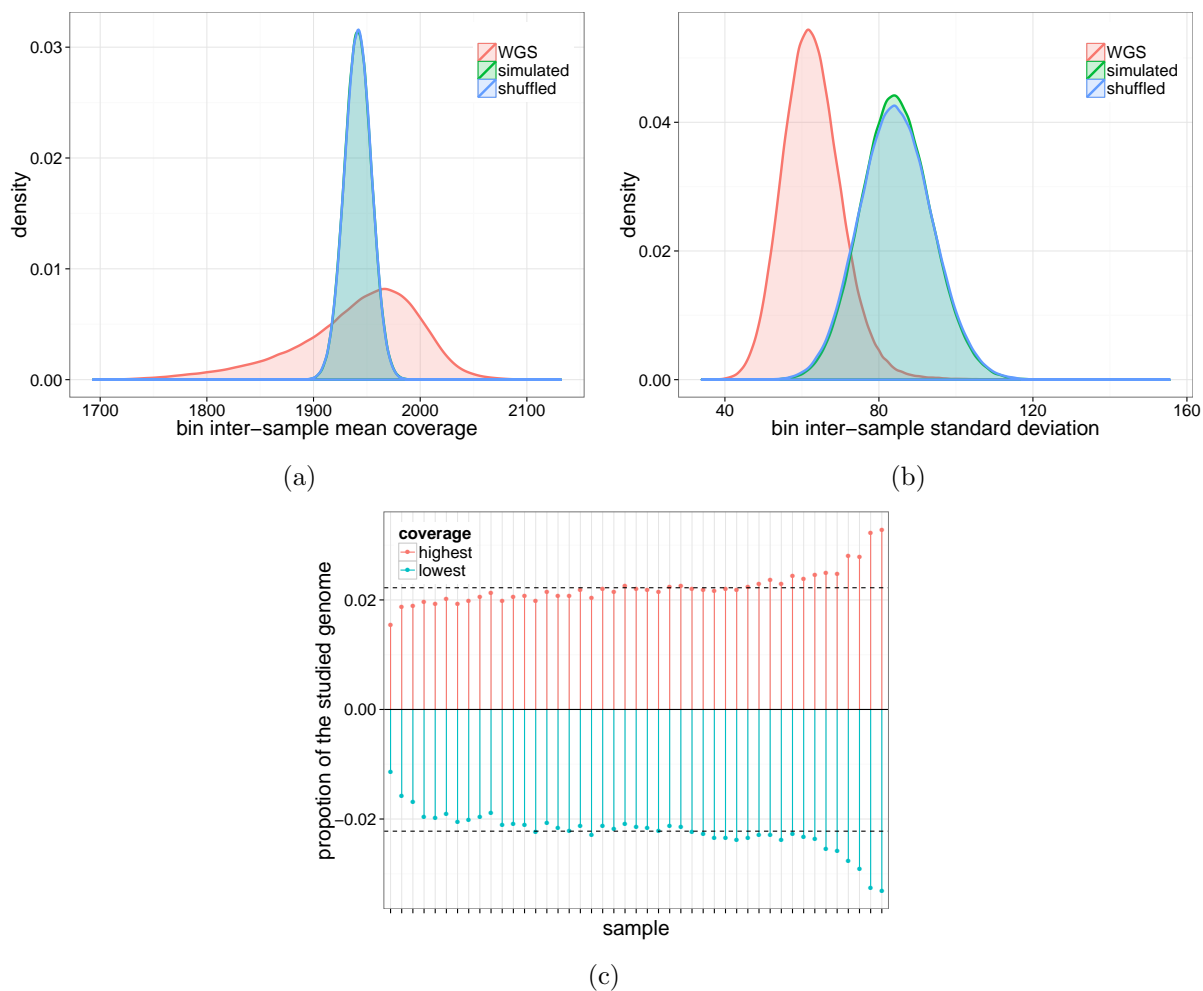 WGS
simulated
shuffled
0.03
0.02
0.01
0.00
density
1700 1800 1900 2000 2100
bin inter−sample mean coverage
(a)
WGS
simulated
shuffled
0.04
0.02
0.00
density
40 80 120 160
bin inter−sample standard deviation
(b)
coverage
highest
lowest
0.02
0.00
−0.02
propotion of the studied genome
sample
(c)